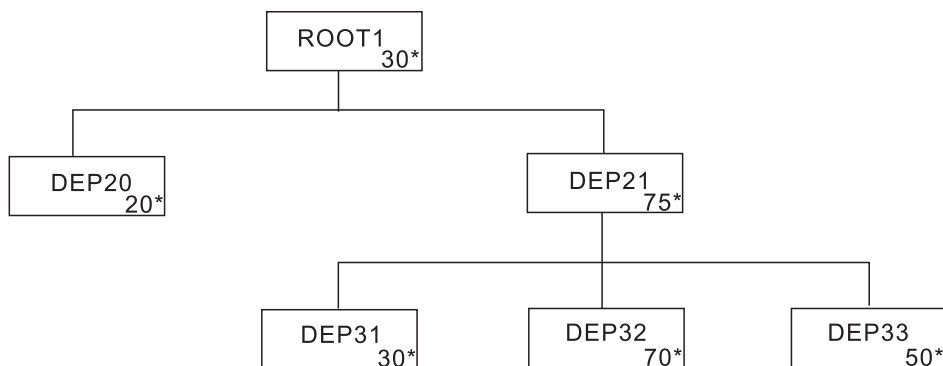 ROOT1
30*
DEP20
20*
DEP21
75*
DEP31
30*
DEP32
70*
DEP33
50*